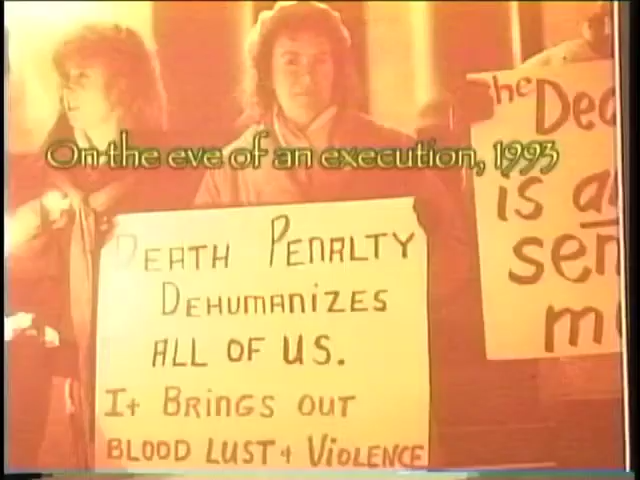 On the eve of an execution, 1993
DEATH PENALTY
DEHUMANIZES
ALL OF US.
It BRINGS OUT
BLOOD LUST + VIOLENCE
is